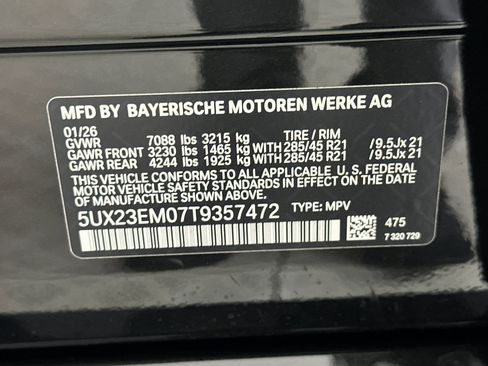 MFD BY BAYERISCHE MOTOREN WERKE AG
01/26
GVWR 7088 lbs 3215 kg TIRE / RIM
GAWR FRONT 3230 lbs 1465 kg WITH 285/45 R21 / 9.5Jx21
GAWR REAR 4244 lbs 1925 kg WITH 285/45 R21 / 9.5Jx21
THIS VEHICLE CONFORMS TO ALL APPLICABLE U.S. FEDERAL
MOTOR VEHICLE SAFETY STANDARDS IN EFFECT ON THE DATE
OF MANUFACTURE SHOWN ABOVE.
5UX23EM07T9357472 TYPE: MPV
475
7 320 729